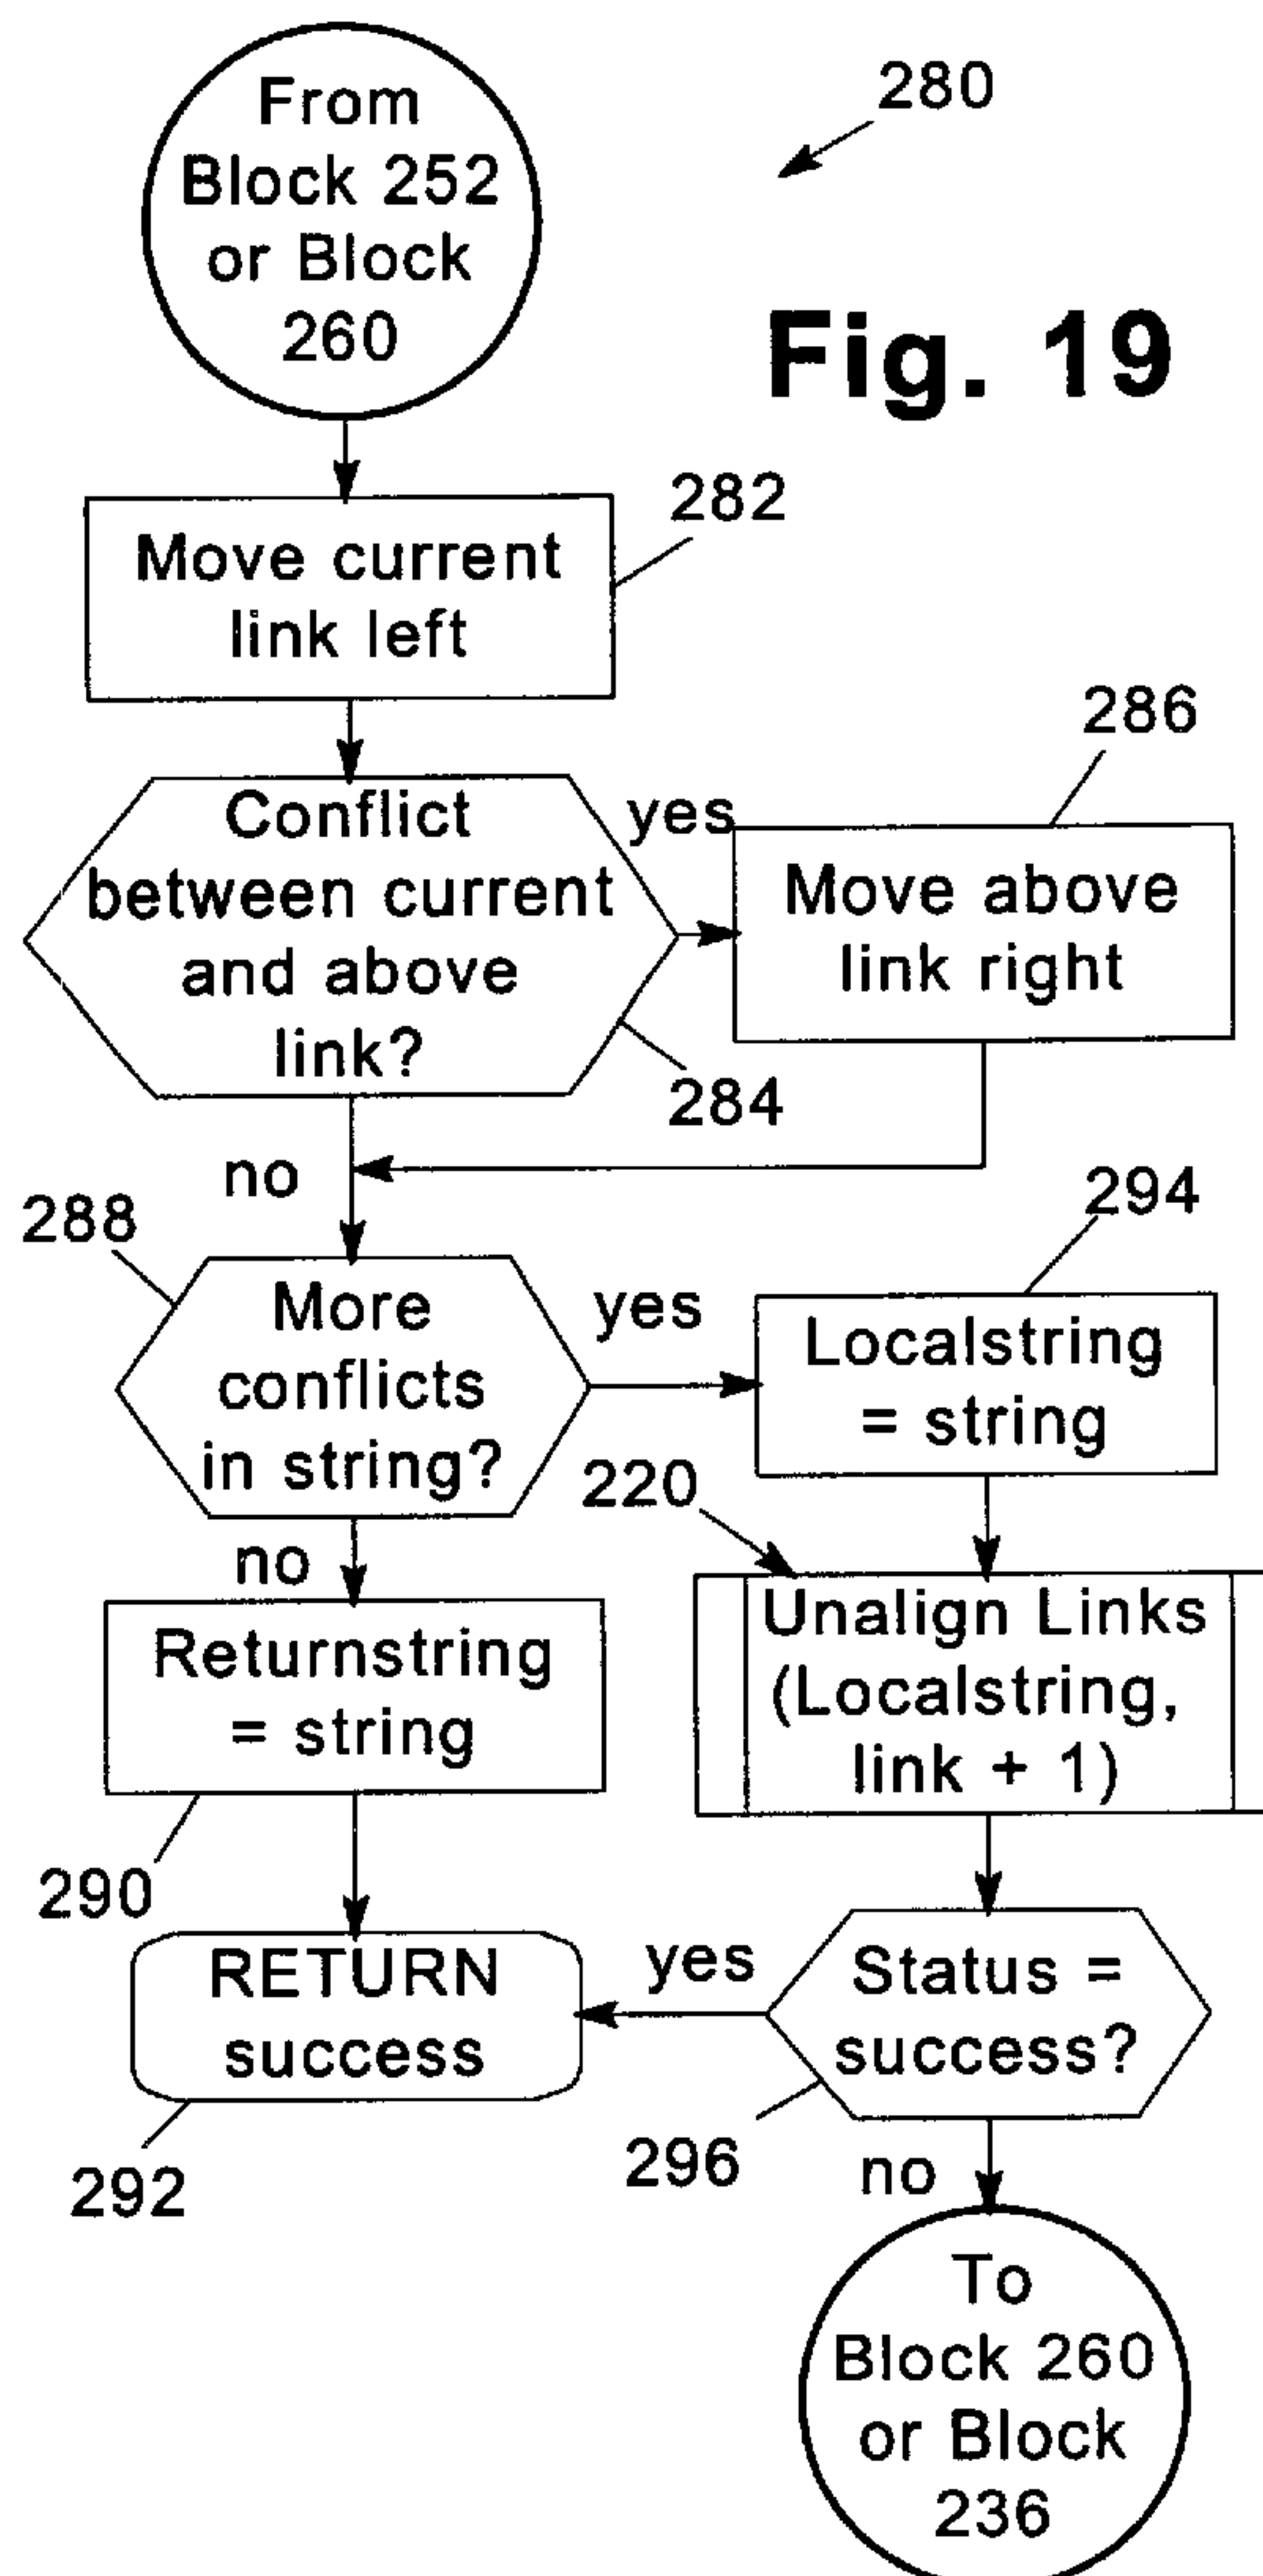 From
Block 252
or Block
260
280
Fig. 19
282
Move current
link left
286
Conflict
between current
and above
link?
yes
Move above
link right
284
no
288
294
More
conflicts
in string?
yes
Localstring
= string
220
no
Unalign Links
(Localstring,
link + 1)
Returnstring
= string
290
RETURN
success
yes
Status =
success?
292
296
no
To
Block 260
or Block
236